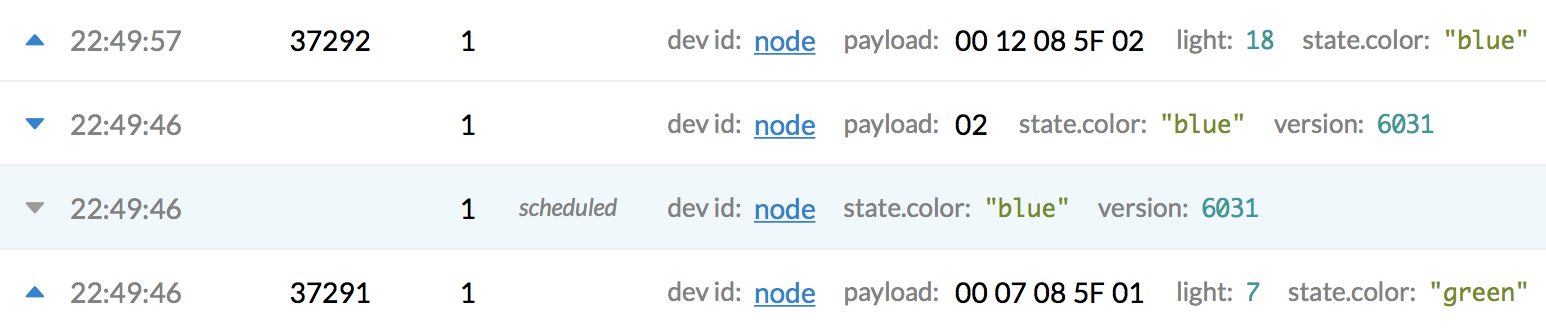 22:49:57 37292 1 dev id: node payload: 00 12 08 5F 02 light: 18 state.color: "blue"
22:49:46 1 dev id: node payload: 02 state.color: "blue" version: 6031
22:49:46 1 scheduled dev id: node state.color: "blue" version: 6031
22:49:46 37291 1 dev id: node payload: 00 07 08 5F 01 light: 7 state.color: "green"